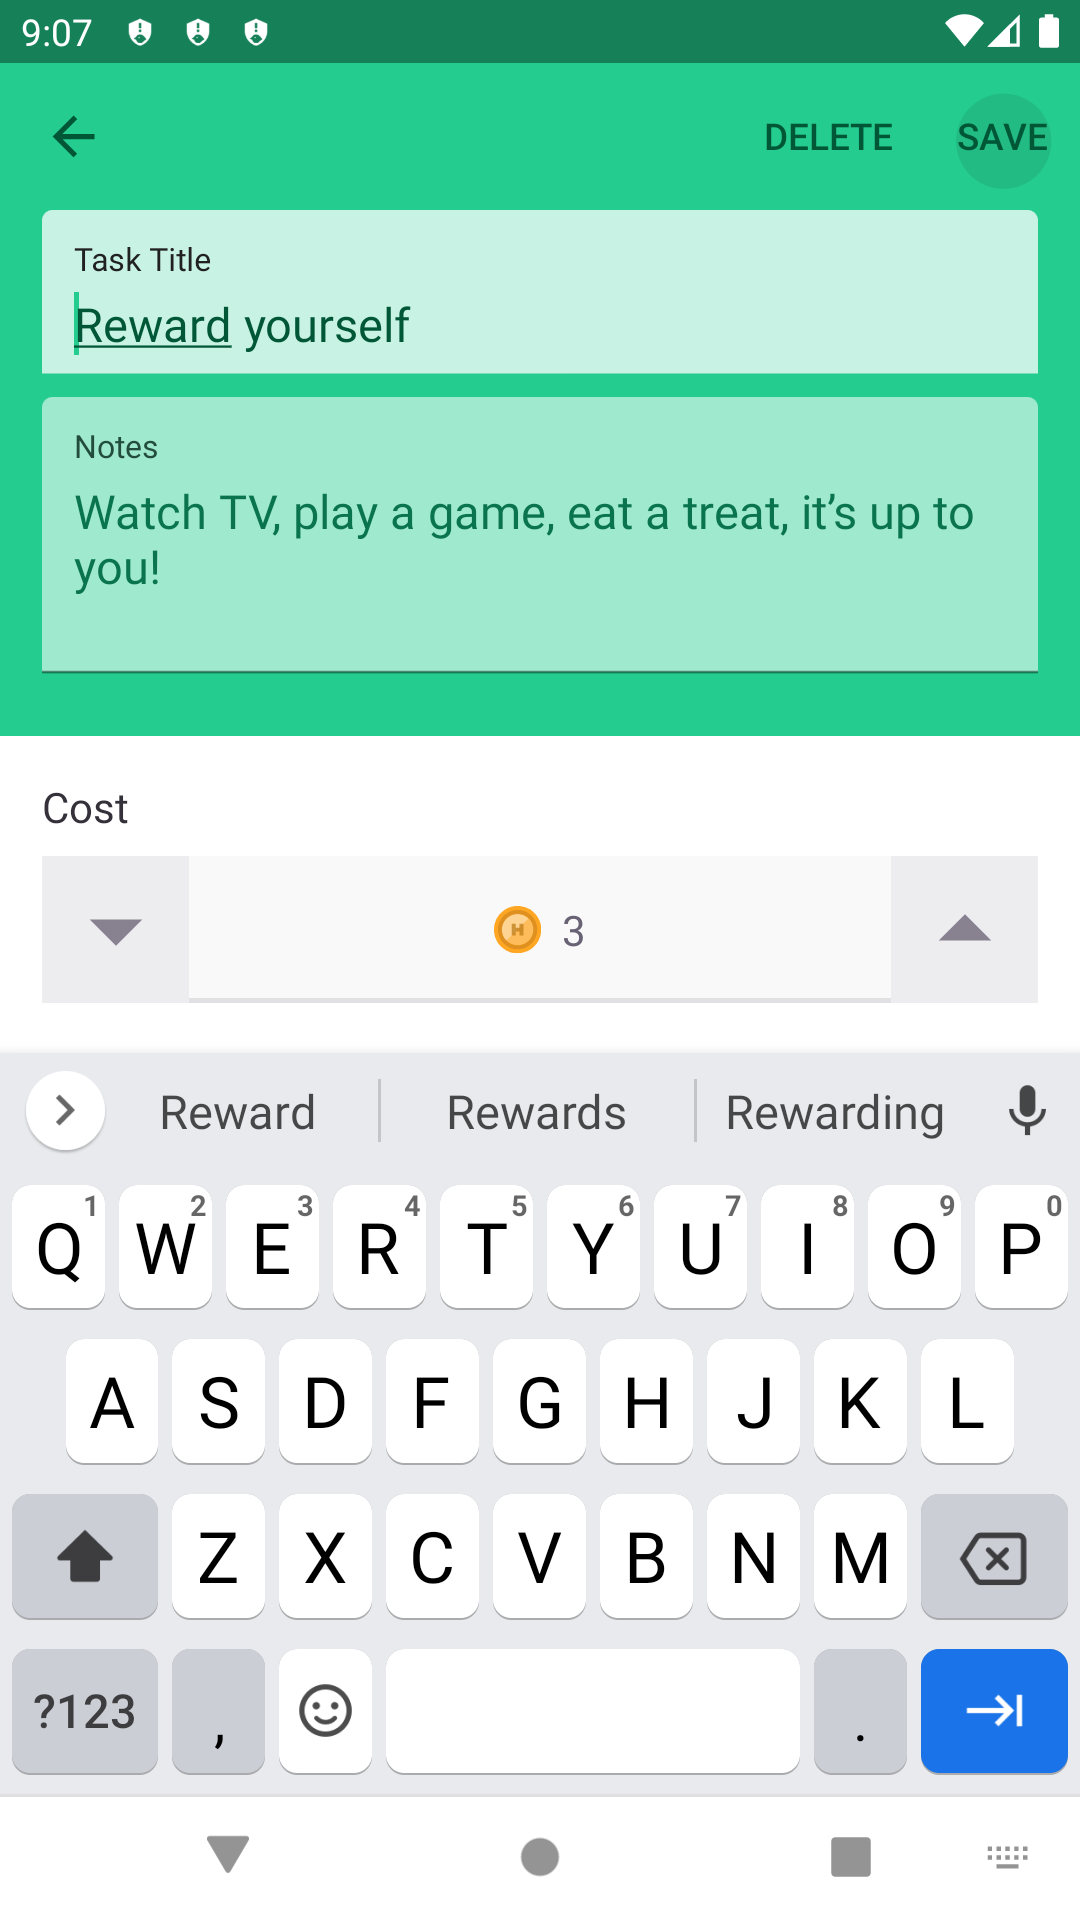 9:07
DELETE
SAVE
Task Title
Reward yourself
Notes
Watch TV, play a game, eat a treat, it’s up to
you!
Cost
H 3
Reward Rewards Rewarding
1 2 3 4 5 6 7 8 9 0
Q W E R T Y U I O P
A S D F G H J K L
Z X C V B N M
?123 , .